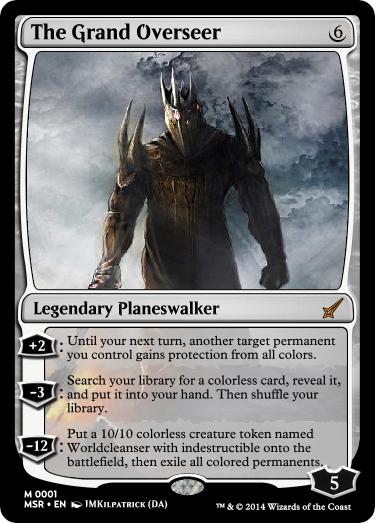 The Grand Overseer 6
Legendary Planeswalker
+2: Until your next turn, another target permanent
you control gains protection from all colors.
-3: Search your library for a colorless card, reveal it,
and put it into your hand. Then shuffle your
library.
-12: Put a 10/10 colorless creature token named
Worldcleanser with indestructible onto the
battlefield, then exile all colored permanents.
5
M 0001
MSR • EN JMKilpatrick (DA)
™ & © 2014 Wizards of the Coast